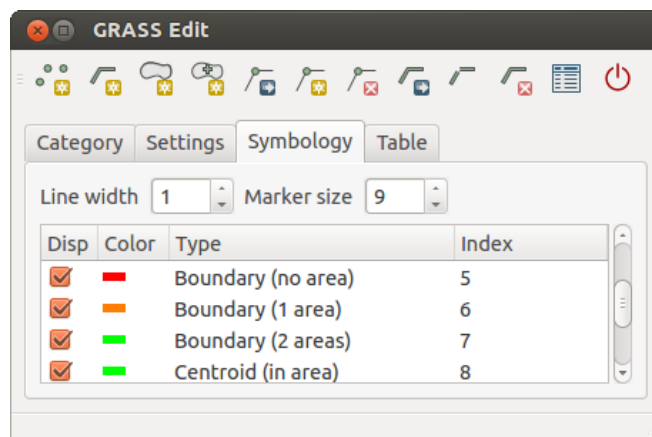 GRASS Edit
Category Settings Symbology Table
Line width 1 Marker size 9
Disp Color Type Index
Boundary (no area) 5
Boundary (1 area) 6
Boundary (2 areas) 7
Centroid (in area) 8